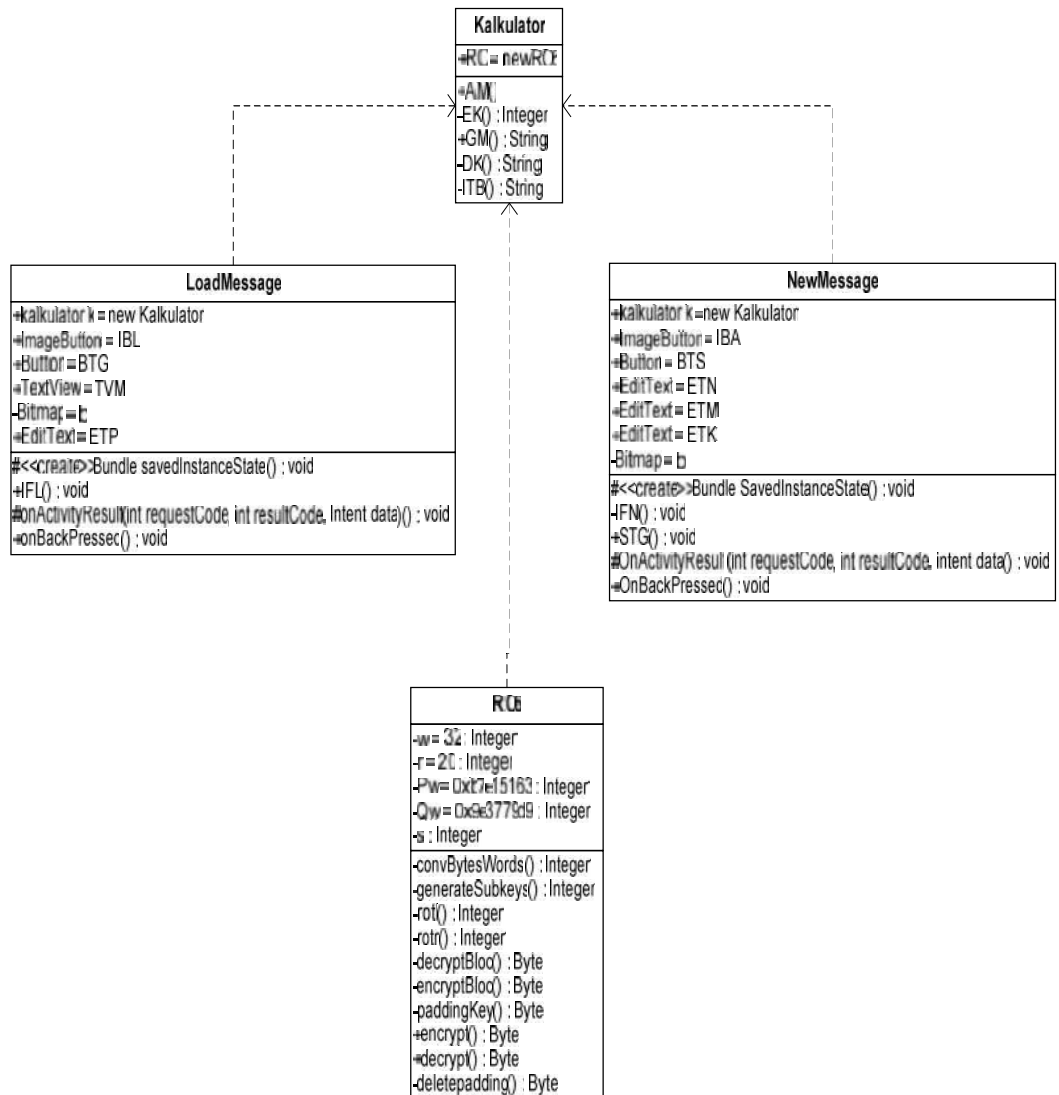 Kalkulator
+RC = newRC6
+AM()
-EK() : Integer
+GM() : String
-DK() : String
-ITB() : String
LoadMessage
+kalkulator k = new Kalkulator
+ImageButton = IBL
+Button = BTG
+TextView = TVM
-Bitmap = b
+EditText = ETP
#<<create>>Bundle savedInstanceState() : void
+IFL() : void
#onActivityResult(int requestCode, int resultCode, Intent data)() : void
+onBackPressed() : void
NewMessage
+kalkulator k =new Kalkulator
+ImageButton = IBA
+Button = BTS
+EditText = ETN
+EditText = ETM
+EditText = ETK
-Bitmap = b
#<<create>>Bundle SavedInstanceState() : void
-IFN() : void
+STG() : void
#OnActivityResult (int requestCode, int resultCode, intent data() : void
+OnBackPressed() : void
RC6
-w = 32 : Integer
-r = 20 : Integer
-Pw = 0xb7e15163 : Integer
-Qw = 0x9e3779d9 : Integer
-s : Integer
-convBytesWords() : Integer
-generateSubkeys() : Integer
-rotl() : Integer
-rotr() : Integer
-decryptBloc() : Byte
-encryptBloc() : Byte
-paddingKey() : Byte
+encrypt() : Byte
+decrypt() : Byte
-deletepadding() : Byte